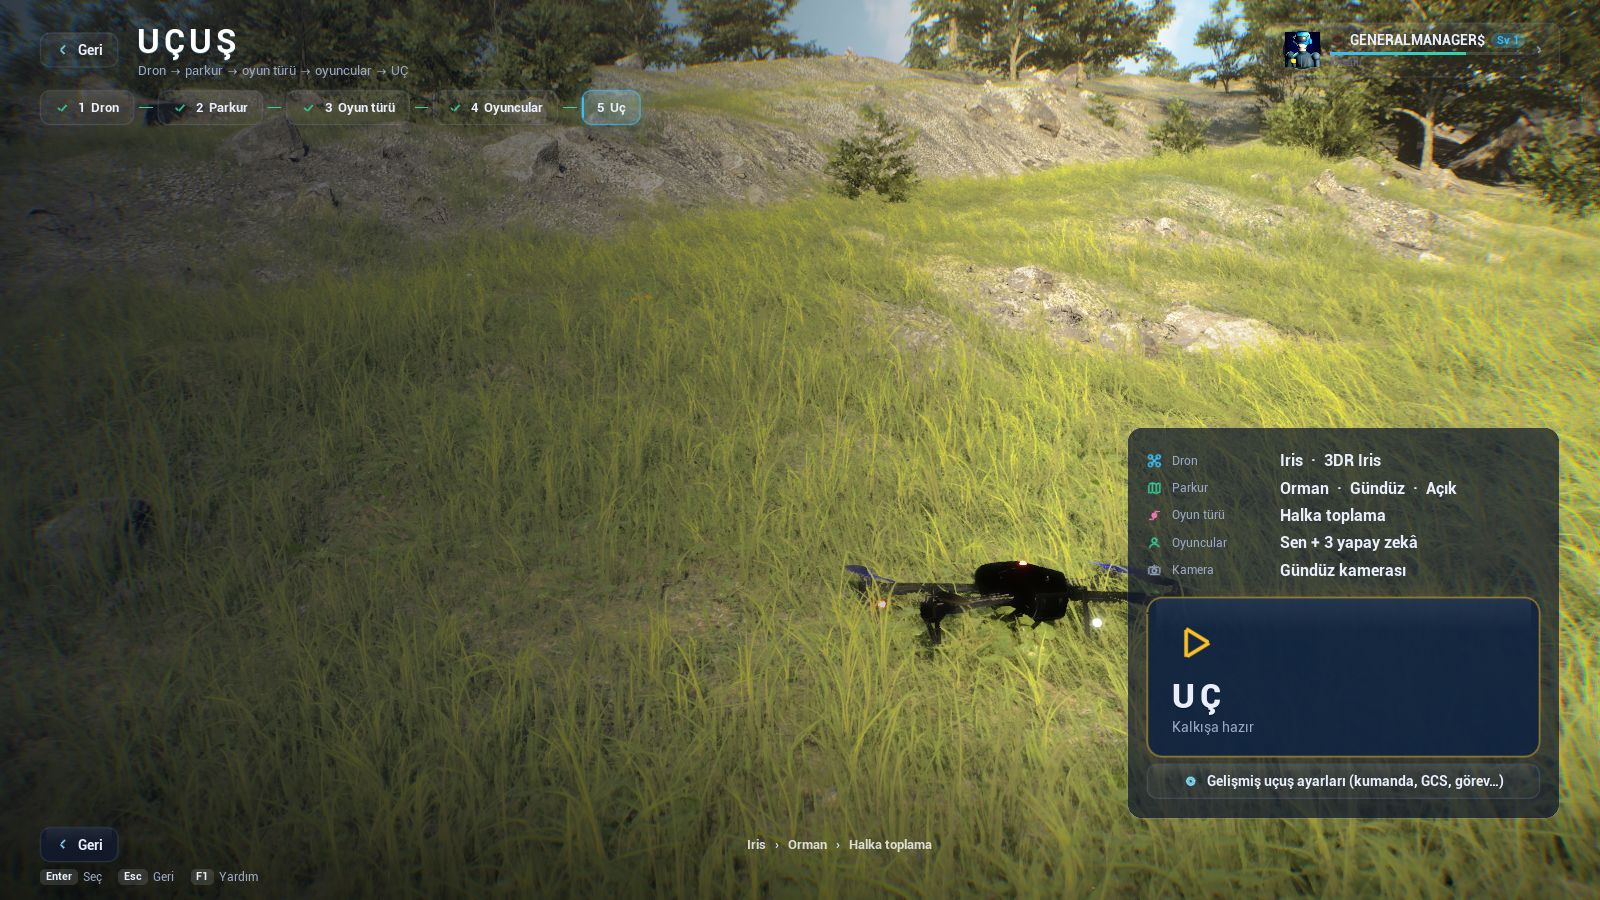 Geri
UÇUŞ
Dron → parkur → oyun türü → oyuncular → UÇ
GENERALMANAGER$ Sv 1
1 Dron
2 Parkur
3 Oyun türü
4 Oyuncular
5 Uç
Dron Iris · 3DR Iris
Parkur Orman · Gündüz · Açık
Oyun türü Halka toplama
Oyuncular Sen + 3 yapay zekâ
Kamera Gündüz kamerası
UÇ
Kalkışa hazır
Gelişmiş uçuş ayarları (kumanda, GCS, görev...)
Geri
Iris › Orman › Halka toplama
Enter Seç Esc Geri F1 Yardım